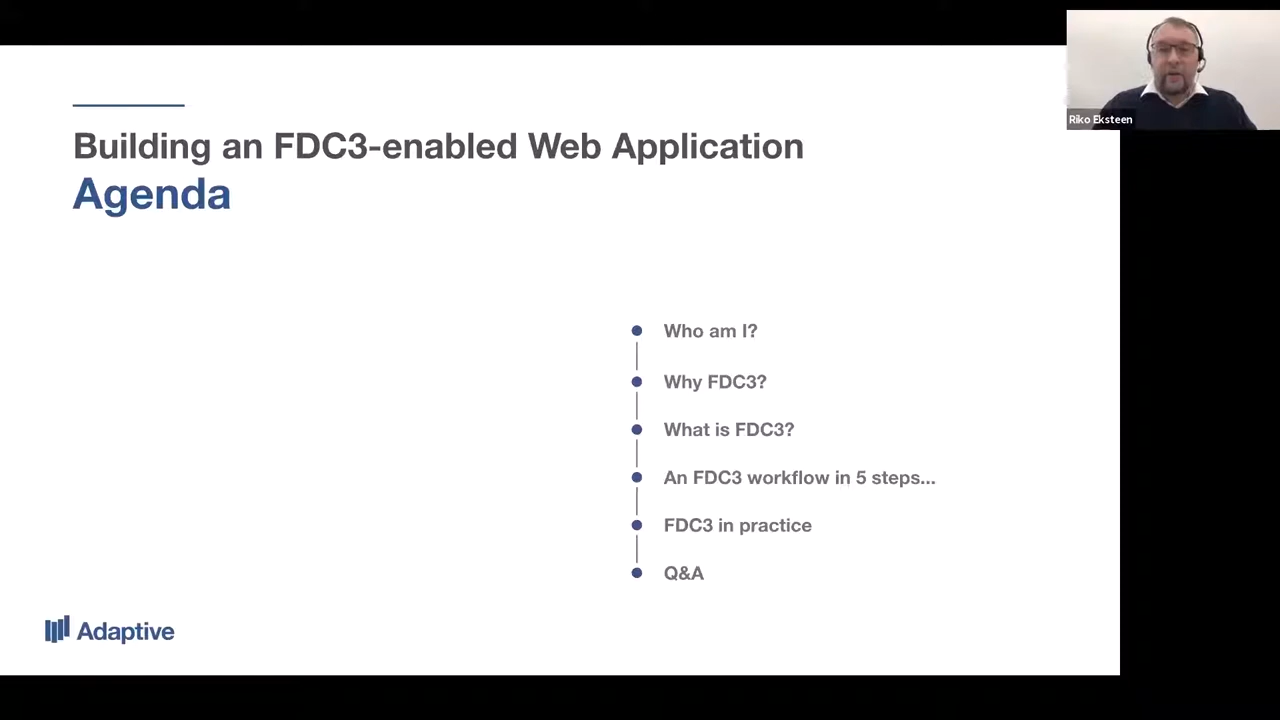 Riko Eksteen
Building an FDC3-enabled Web Application
Agenda
Who am I?
Why FDC3?
What is FDC3?
An FDC3 workflow in 5 steps...
FDC3 in practice
Q&A
Adaptive